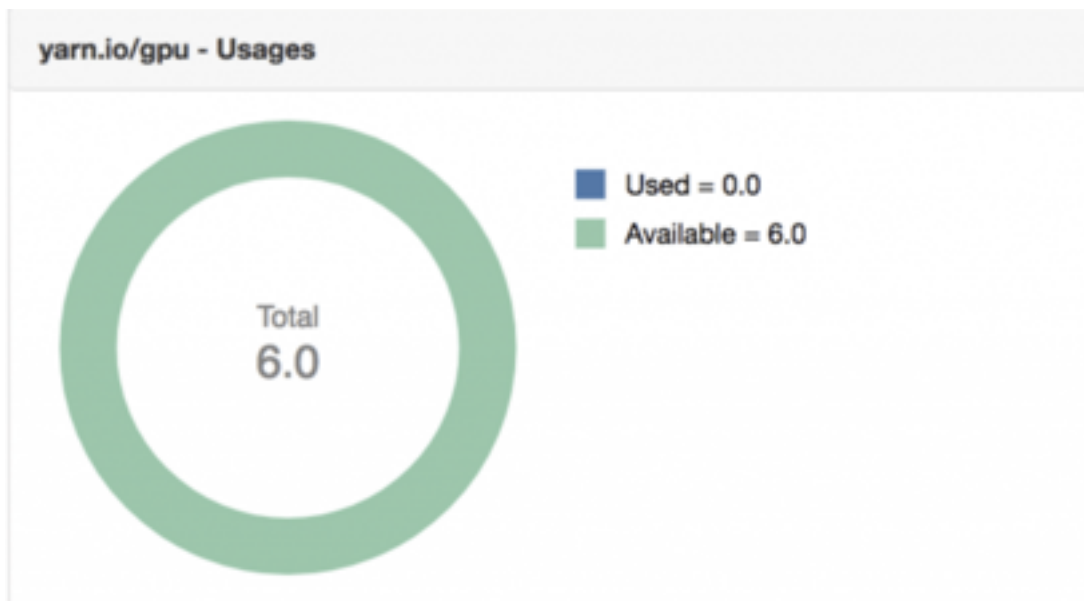 yarn.io/gpu - Usages
Used = 0.0
Available = 6.0
Total
6.0